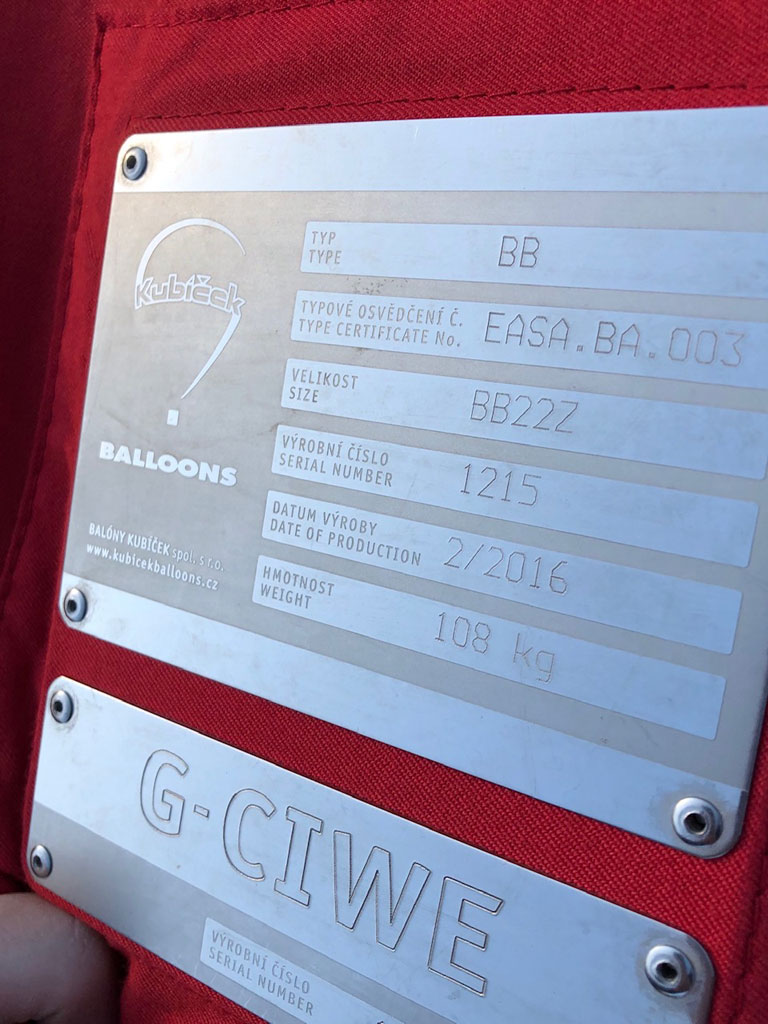 Kubíček
BALLOONS
BALÓNY KUBÍČEK spol. s r.o.
www.kubicekballoons.cz
TYP
TYPE
BB
TYPOVÉ OSVĚDČENÍ Č.
TYPE CERTIFICATE No.
EASA.BA.003
VELIKOST
SIZE
BB22Z
VÝROBNÍ ČÍSLO
SERIAL NUMBER
1215
DATUM VÝROBY
DATE OF PRODUCTION
2/2016
HMOTNOST
WEIGHT
108 kg
G-CIWE
VÝROBNÍ ČÍSLO
SERIAL NUMBER